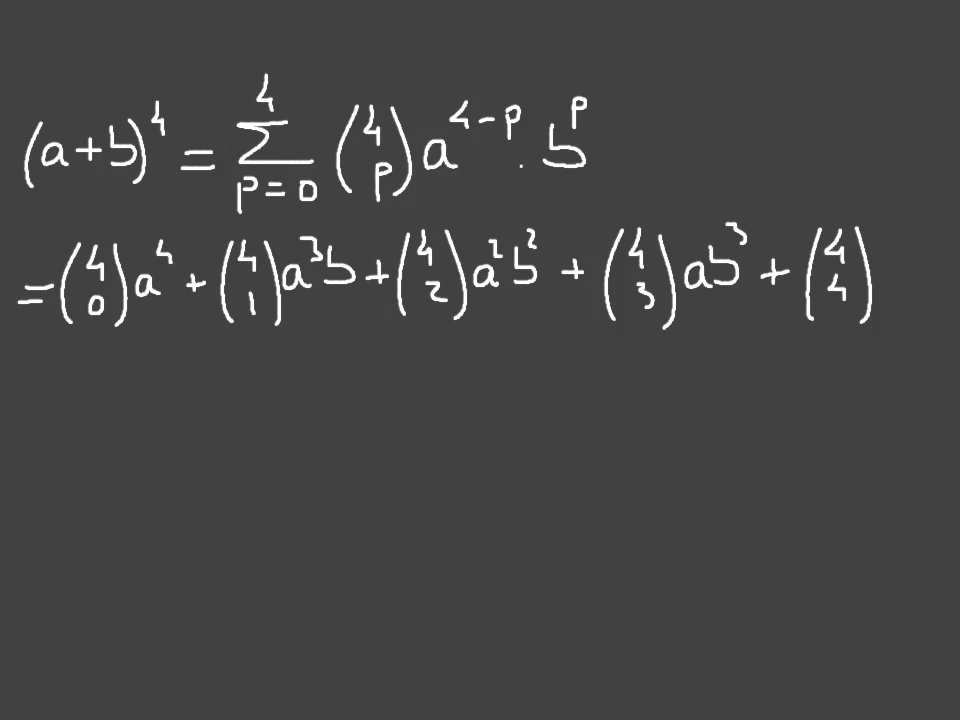 (a+b)^4 = \sum_{p=0}^{4} \binom{4}{p} a^{4-p} . b^p
= \binom{4}{0} a^4 + \binom{4}{1} a^3 b + \binom{4}{2} a^2 b^2 + \binom{4}{3} a b^3 + \binom{4}{4}